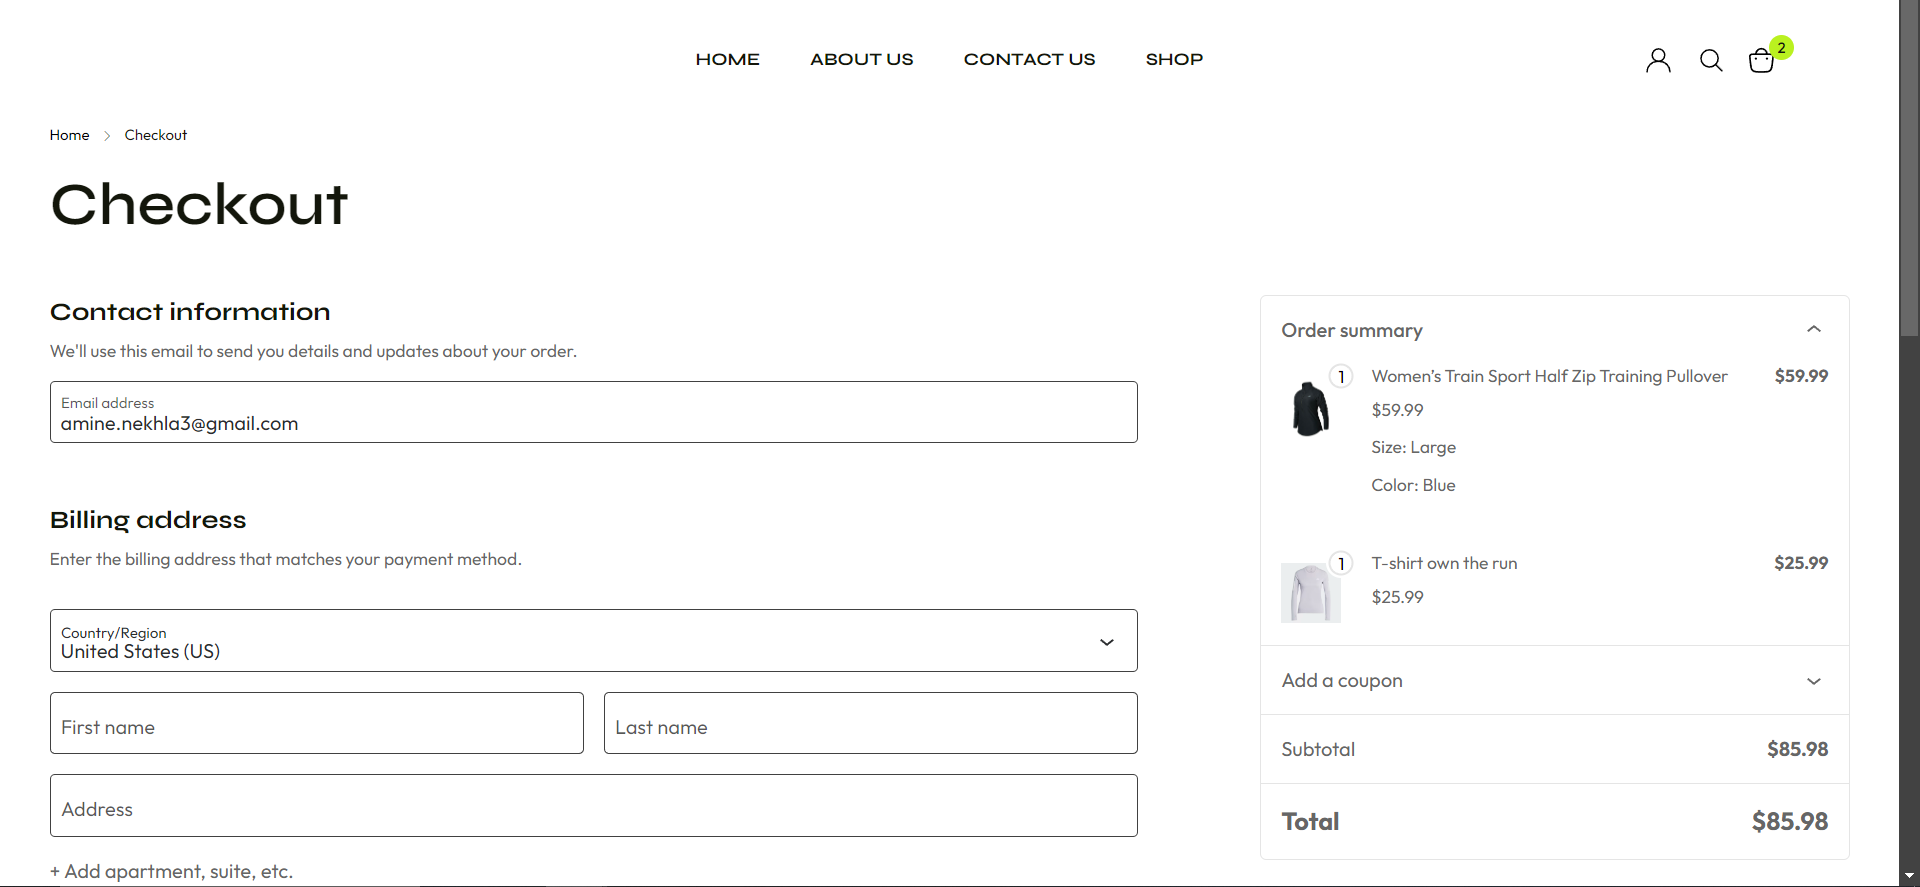 HOME ABOUT US CONTACT US SHOP
2
Home Checkout
Checkout
Contact information
We'll use this email to send you details and updates about your order.
Email address
amine.nekhla3@gmail.com
Billing address
Enter the billing address that matches your payment method.
Country/Region
United States (US)
First name
Last name
Address
+ Add apartment, suite, etc.
Order summary
1
Women’s Train Sport Half Zip Training Pullover $59.99
$59.99
Size: Large
Color: Blue
1
T-shirt own the run $25.99
$25.99
Add a coupon
Subtotal $85.98
Total $85.98